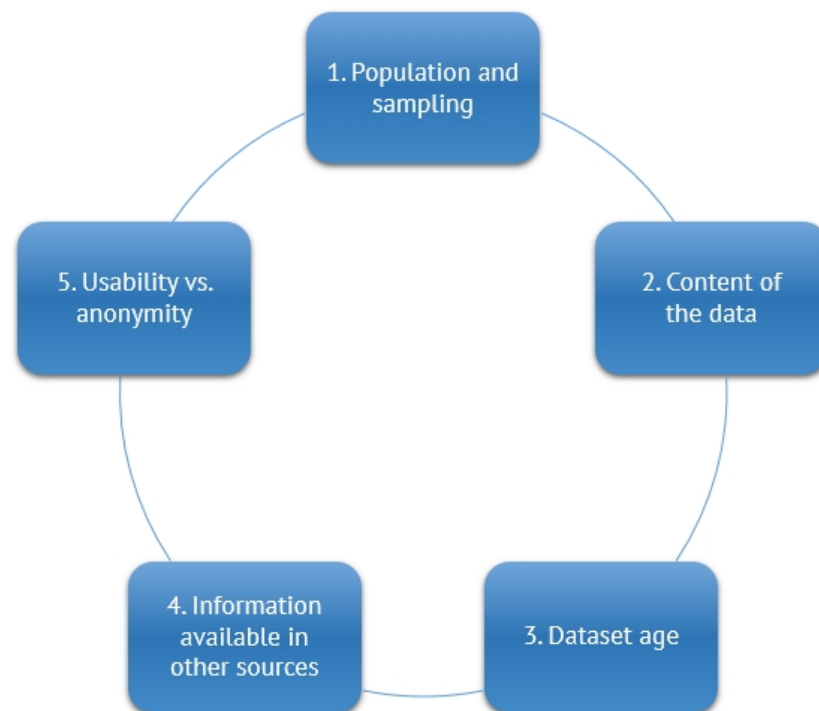 1. Population and
sampling
2. Content of
the data
3. Dataset age
4. Information
available in
other sources
5. Usability vs.
anonymity